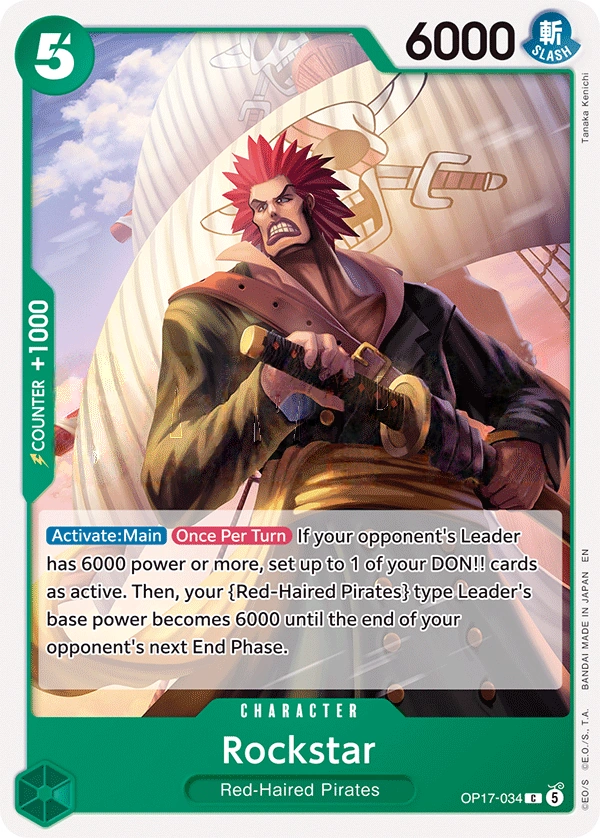 5
6000
斬
SLASH
Tanaka Kenichi
COUNTER +1000
Activate:Main Once Per Turn If your opponent's Leader
has 6000 power or more, set up to 1 of your DON!! cards
as active. Then, your {Red-Haired Pirates} type Leader's
base power becomes 6000 until the end of your
opponent's next End Phase.
CHARACTER
Rockstar
Red-Haired Pirates
OP17-034 C 5
©E.O/S ©E.O./S., T.A. BANDAI MADE IN JAPAN EN